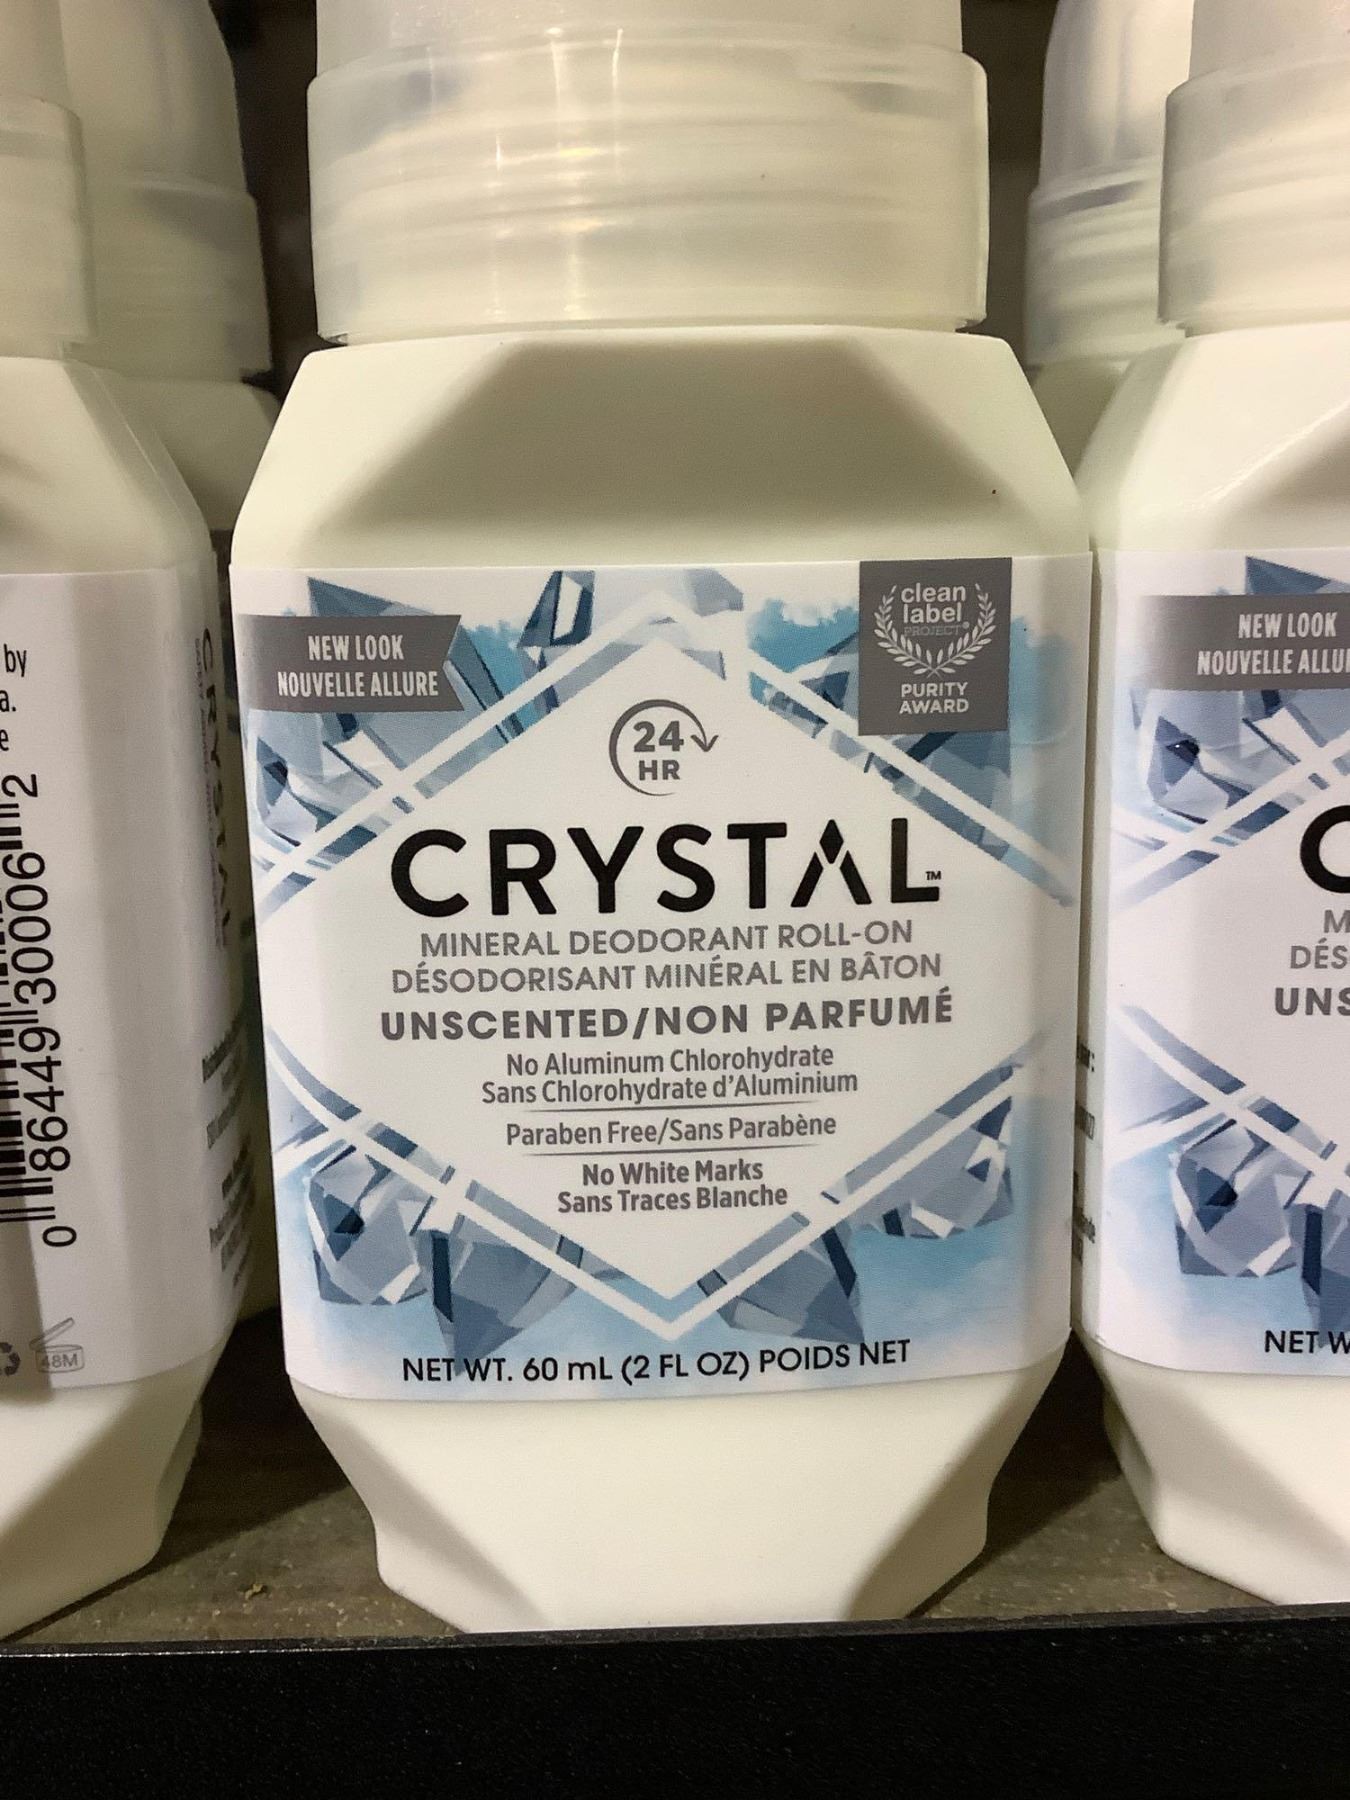 NEW LOOK
NOUVELLE ALLURE
clean
label
PROJECT
PURITY
AWARD
24
HR
CRYSTAL™
MINERAL DEODORANT ROLL-ON
DÉSODORISANT MINÉRAL EN BÂTON
UNSCENTED/NON PARFUMÉ
No Aluminum Chlorohydrate
Sans Chlorohydrate d'Aluminium
Paraben Free/Sans Parabène
No White Marks
Sans Traces Blanche
NET WT. 60 mL (2 FL OZ) POIDS NET
by
a.
e
0 86449 30006 2
48M
NEW LOOK
NOUVELLE ALLU
C
M
DÉS
UNS
NET W